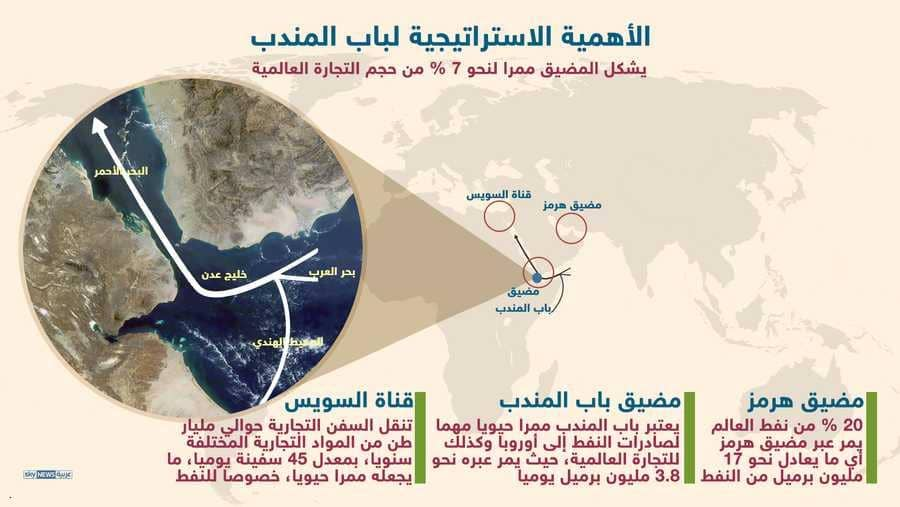 الأهمية الاستراتيجية لباب المندب
يشكل المضيق ممرا لنحو 7 % من حجم التجارة العالمية
البحر الأحمر
خليج عدن
بحر العرب
المحيط الهندي
قناة السويس
مضيق هرمز
مضيق
باب المندب
مضيق هرمز
20 % من نفط العالم
يمر عبر مضيق هرمز
أي ما يعادل نحو 17
مليون برميل من النفط
مضيق باب المندب
يعتبر باب المندب ممرا حيويا مهما
لصادرات النفط إلى أوروبا وكذلك
للتجارة العالمية، حيث يمر عبره نحو
3.8 مليون برميل يوميا
قناة السويس
تنقل السفن التجارية حوالي مليار
طن من المواد التجارية المختلفة
سنويا، بمعدل 45 سفينة يوميا، ما
يجعله ممرا حيويا، خصوصا للنفط
sky NEWS عربية